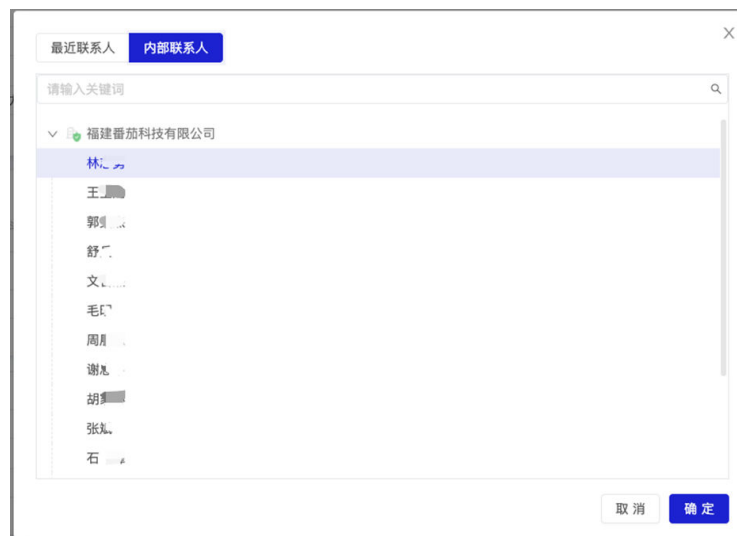 最近联系人 内部联系人
请输入关键词
福建番茄科技有限公司
林
王
郭
舒
文
毛
周
谢
胡
张
石
取 消 确 定